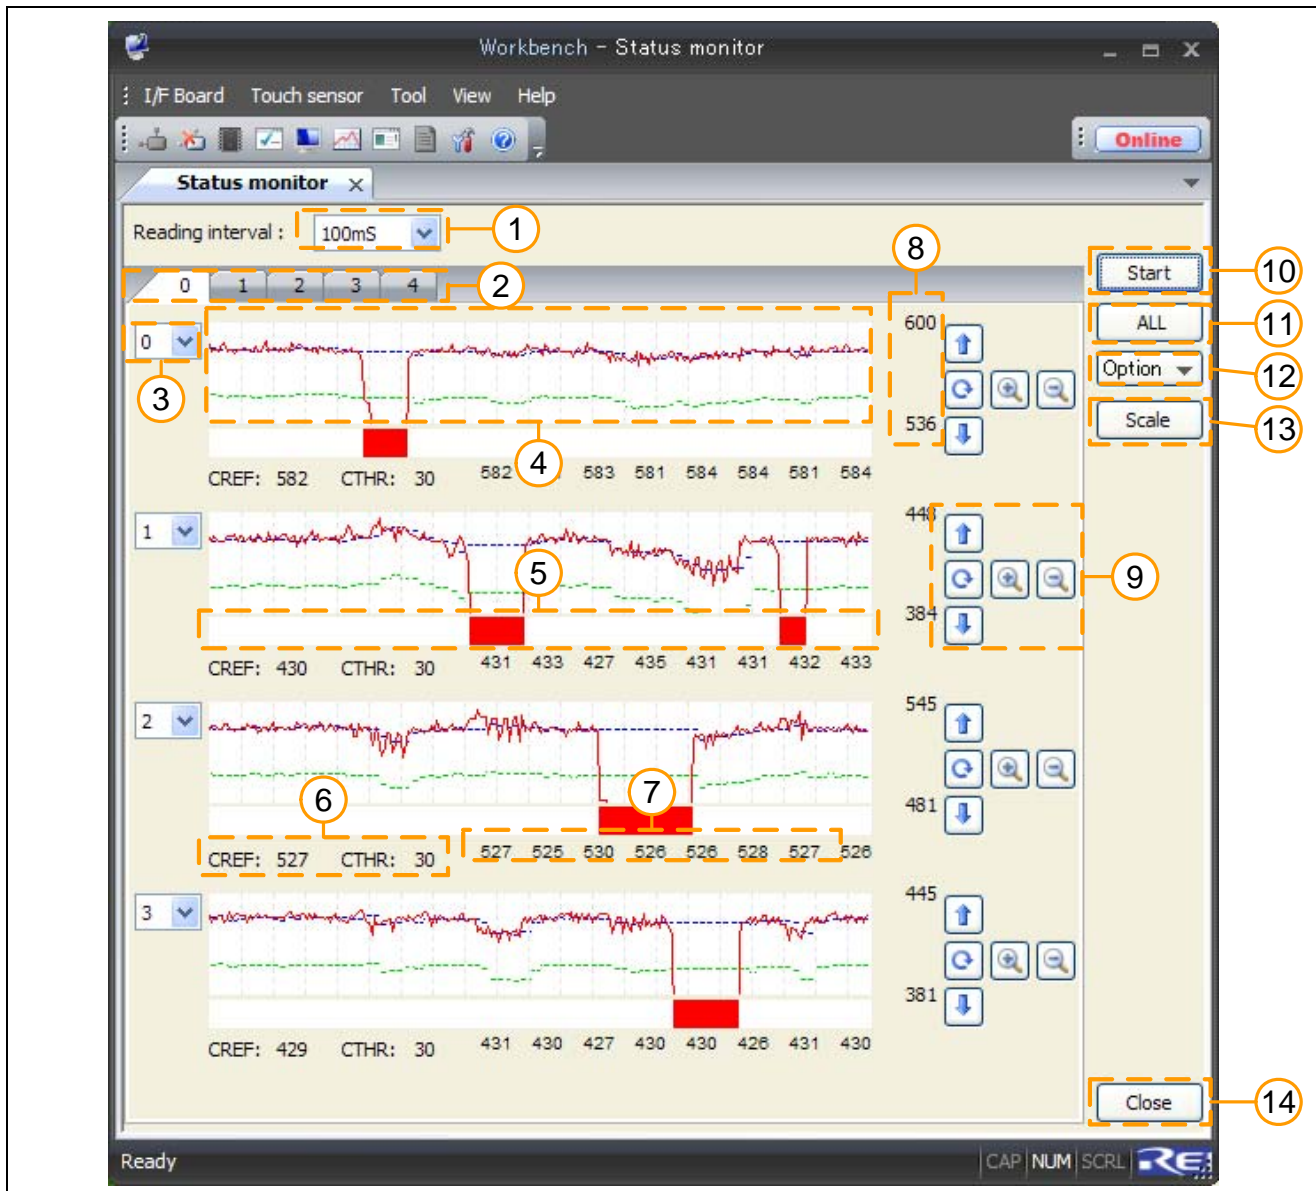 Workbench - Status monitor
I/F Board Touch sensor Tool View Help
Online
Status monitor
Reading interval : 100mS 1
8
0 1 2 3 4 2
Start 10
0 600 ALL 11
3 Option 12
536 Scale 13
4
CREF: 582 CTHR: 30 582 583 581 584 584 581 584
448
1
5 9
384
CREF: 430 CTHR: 30 431 433 427 435 431 431 432 433
545
2
6 7 481
CREF: 527 CTHR: 30 527 525 530 526 526 528 527 526
445
3
381
CREF: 429 CTHR: 30 431 430 427 430 430 426 431 430
Close 14
Ready CAP NUM SCRL RE